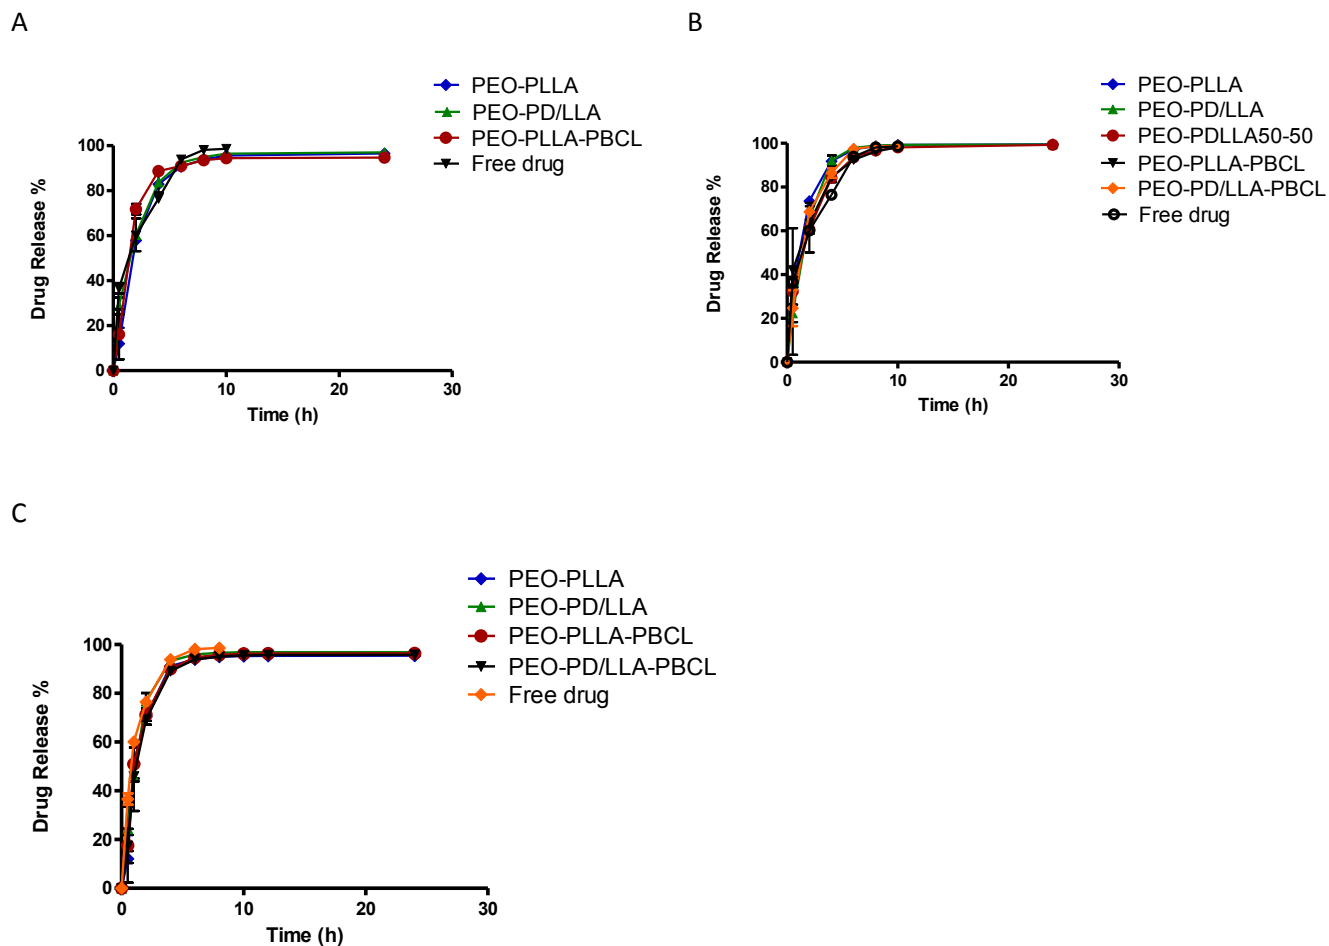 A
PEO-PLLA
PEO-PD/LLA
PEO-PLLA-PBCL
Free drug
Drug Release %
100
80
60
40
20
0
0 10 20 30
Time (h)
B
PEO-PLLA
PEO-PD/LLA
PEO-PDLLA50-50
PEO-PLLA-PBCL
PEO-PD/LLA-PBCL
Free drug
Drug Release %
100
80
60
40
20
0
0 10 20 30
Time (h)
C
PEO-PLLA
PEO-PD/LLA
PEO-PLLA-PBCL
PEO-PD/LLA-PBCL
Free drug
Drug Release %
100
80
60
40
20
0
0 10 20 30
Time (h)